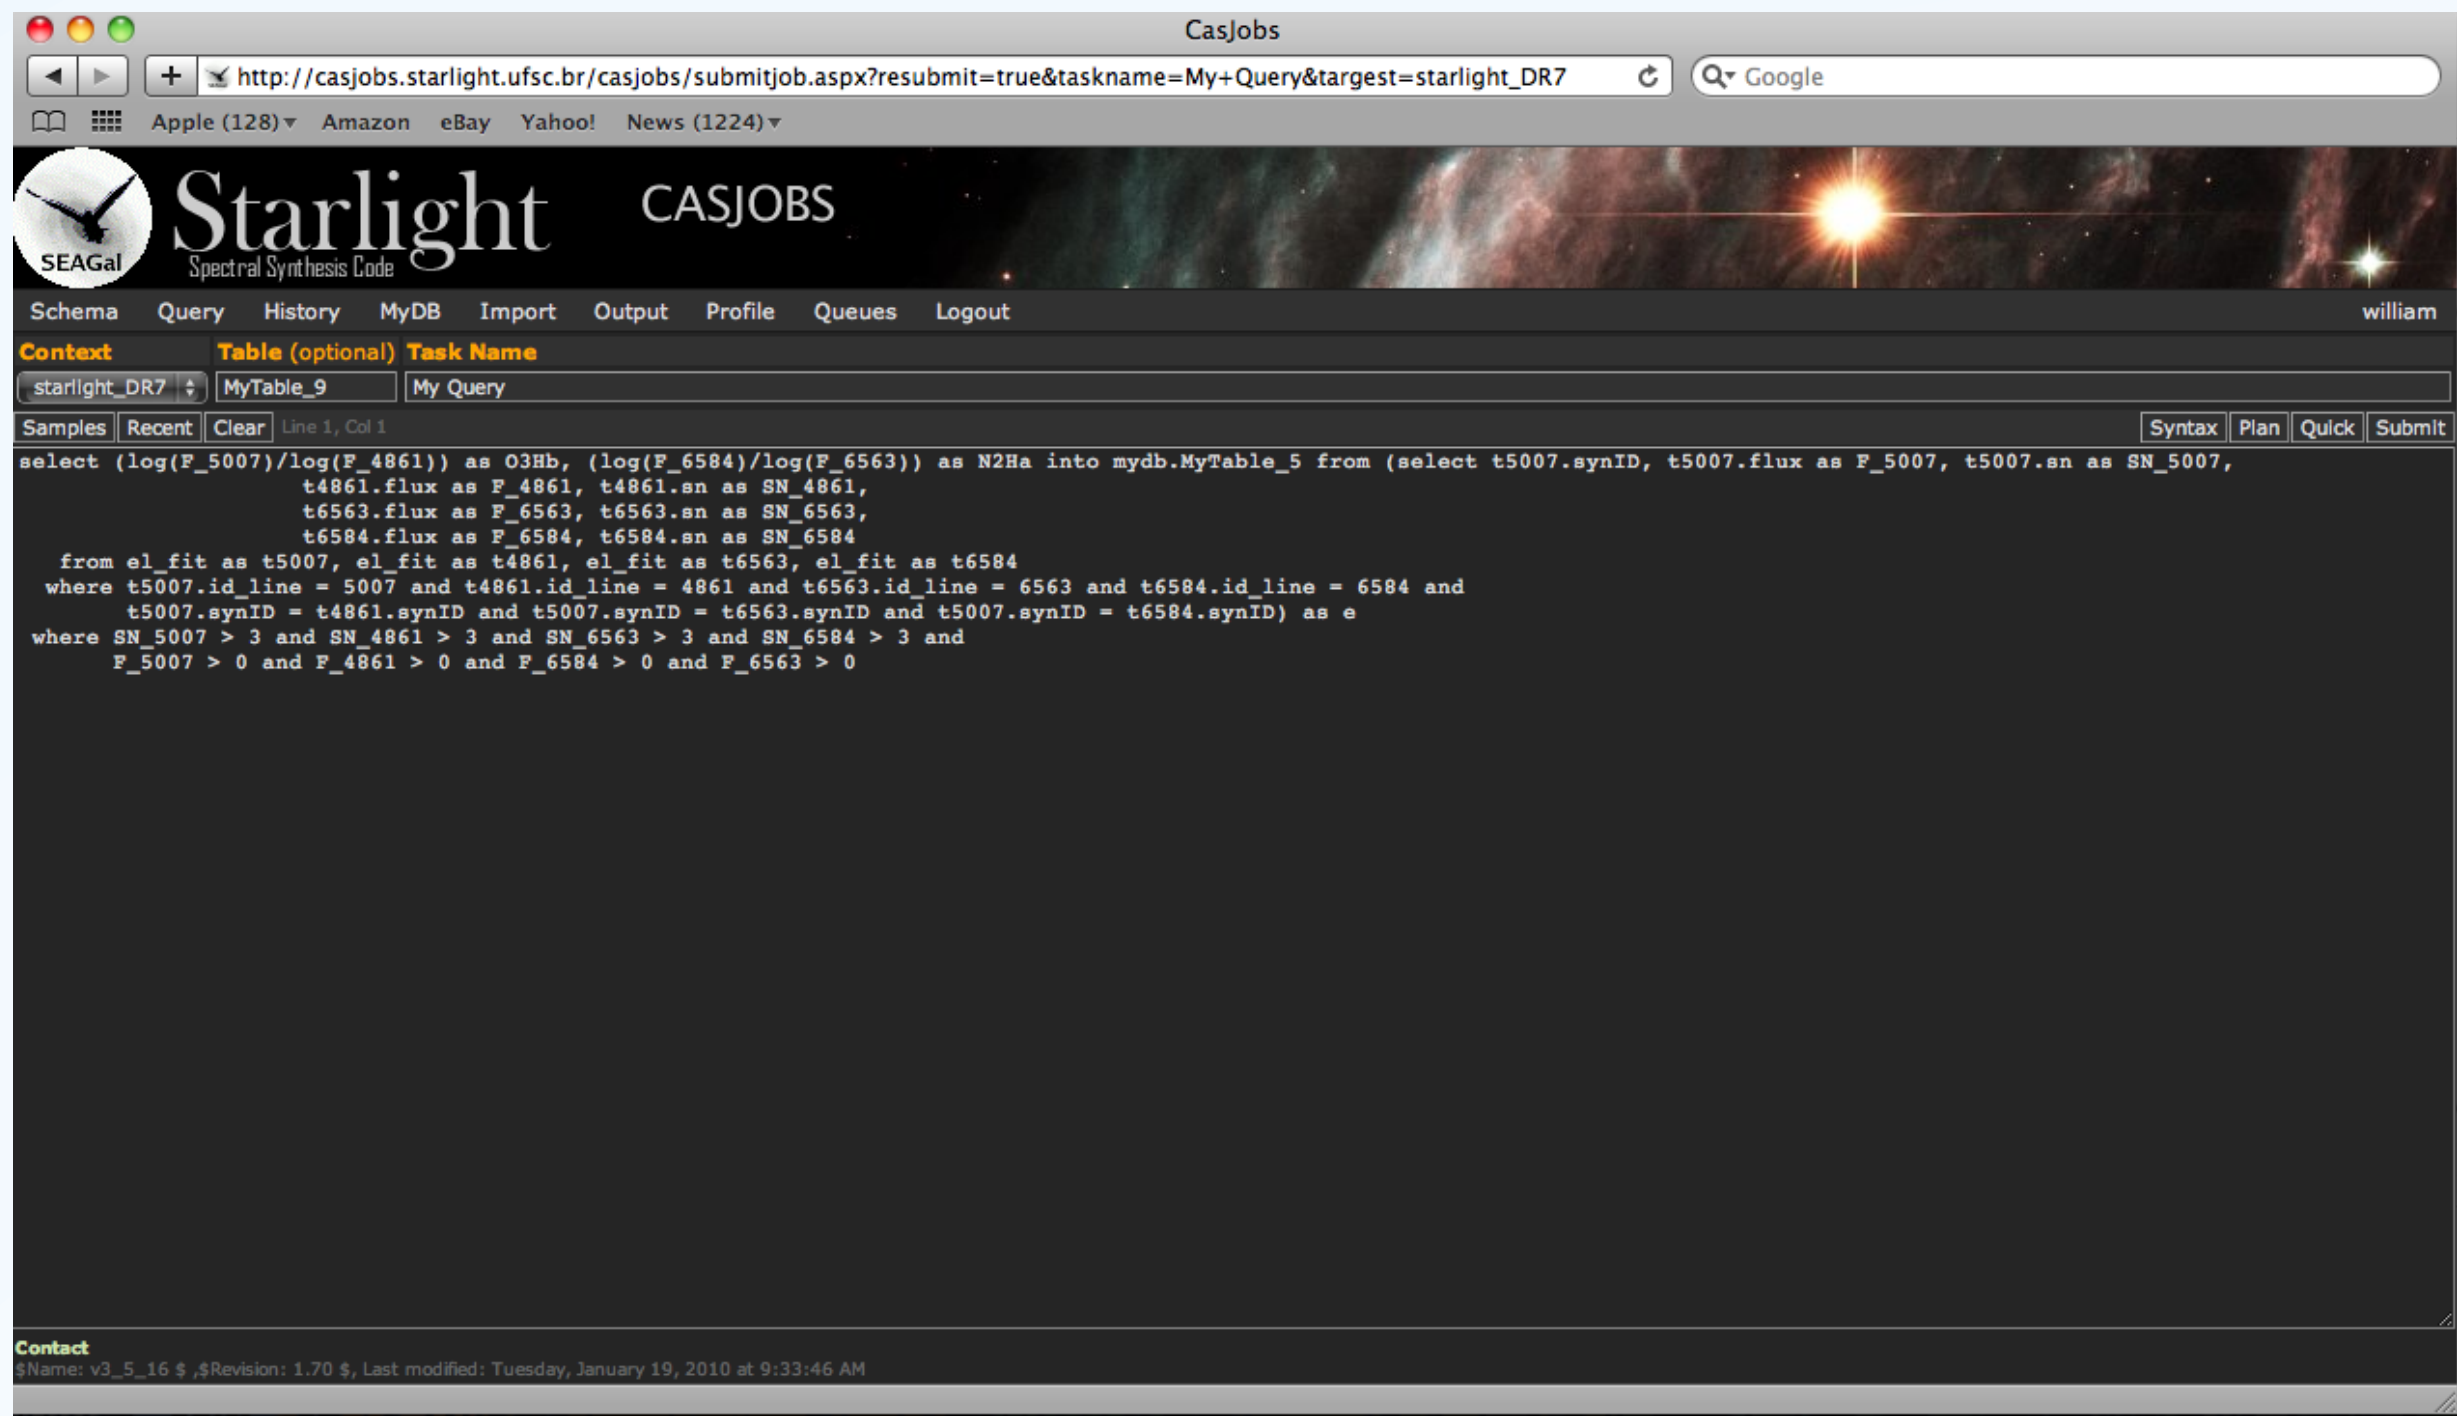 CasJobs
http://casjobs.starlight.ufsc.br/casjobs/submitjob.aspx?resubmit=true&taskname=My+Query&targest=starlight_DR7
Google
Apple (128) Amazon eBay Yahoo! News (1224)
SEAGal
Starlight
Spectral Synthesis Code
CASJOBS
Schema Query History MyDB Import Output Profile Queues Logout william
Context Table (optional) Task Name
starlight_DR7 MyTable_9 My Query
Samples Recent Clear Line 1, Col 1 Syntax Plan Quick Submit
select (log(F_5007)/log(F_4861)) as O3Hb, (log(F_6584)/log(F_6563)) as N2Ha into mydb.MyTable_5 from (select t5007.synID, t5007.flux as F_5007, t5007.sn as SN_5007,
t4861.flux as F_4861, t4861.sn as SN_4861,
t6563.flux as F_6563, t6563.sn as SN_6563,
t6584.flux as F_6584, t6584.sn as SN_6584
from el_fit as t5007, el_fit as t4861, el_fit as t6563, el_fit as t6584
where t5007.id_line = 5007 and t4861.id_line = 4861 and t6563.id_line = 6563 and t6584.id_line = 6584 and
t5007.synID = t4861.synID and t5007.synID = t6563.synID and t5007.synID = t6584.synID) as e
where SN_5007 > 3 and SN_4861 > 3 and SN_6563 > 3 and SN_6584 > 3 and
F_5007 > 0 and F_4861 > 0 and F_6584 > 0 and F_6563 > 0
Contact
$Name: v3_5_16 $ ,$Revision: 1.70 $, Last modified: Tuesday, January 19, 2010 at 9:33:46 AM